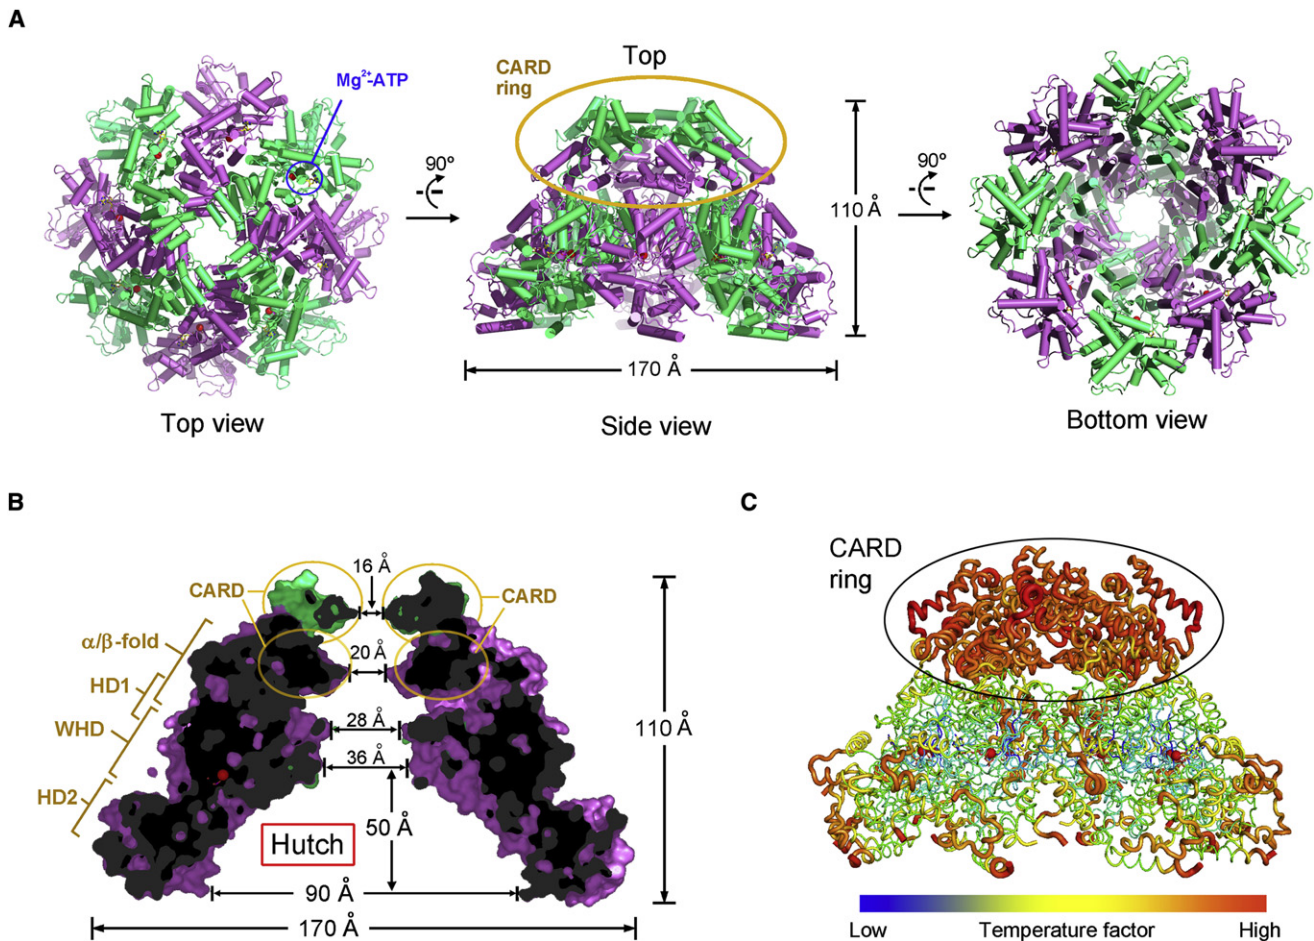 A
Mg²⁺-ATP
Top view
90°
CARD
ring
Top
110 Å
170 Å
Side view
90°
Bottom view
B
CARD
16 Å
CARD
α/β-fold
20 Å
HD1
WHD
28 Å
36 Å
110 Å
HD2
50 Å
Hutch
90 Å
170 Å
C
CARD
ring
Low
Temperature factor
High